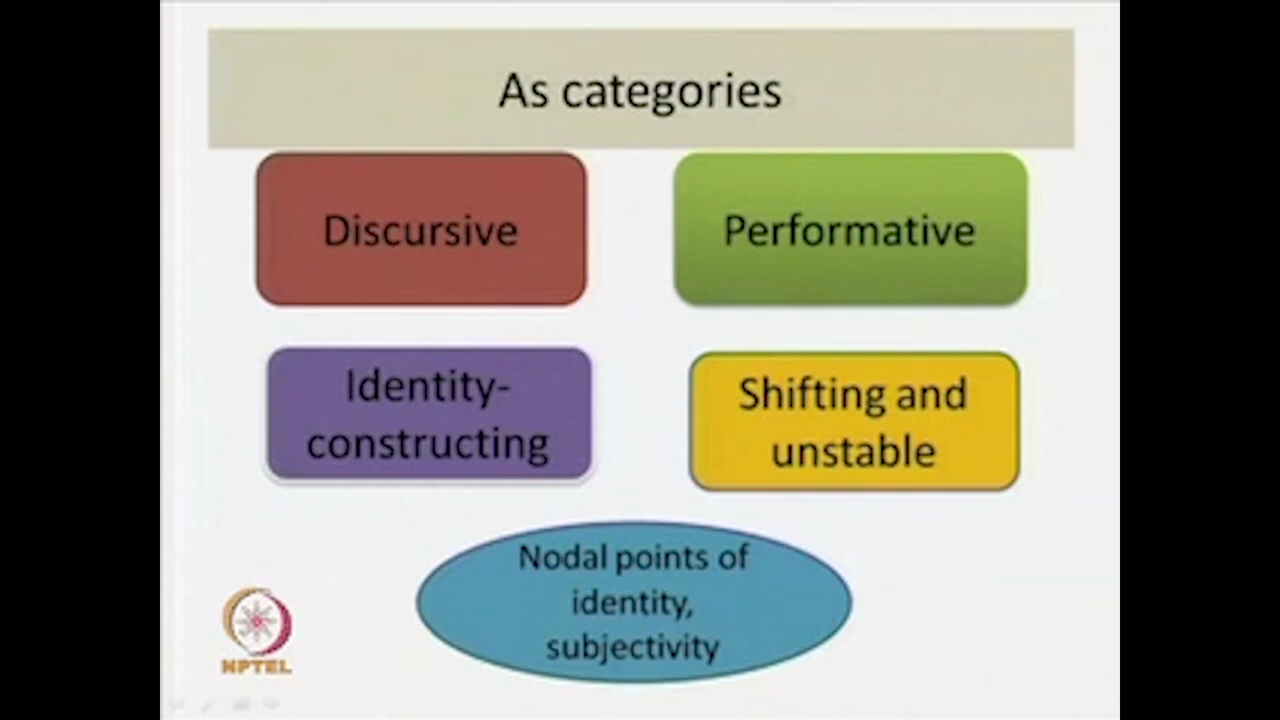 As categories
Discursive
Performative
Identity-
constructing
Shifting and
unstable
Nodal points of
identity,
subjectivity
NPTEL